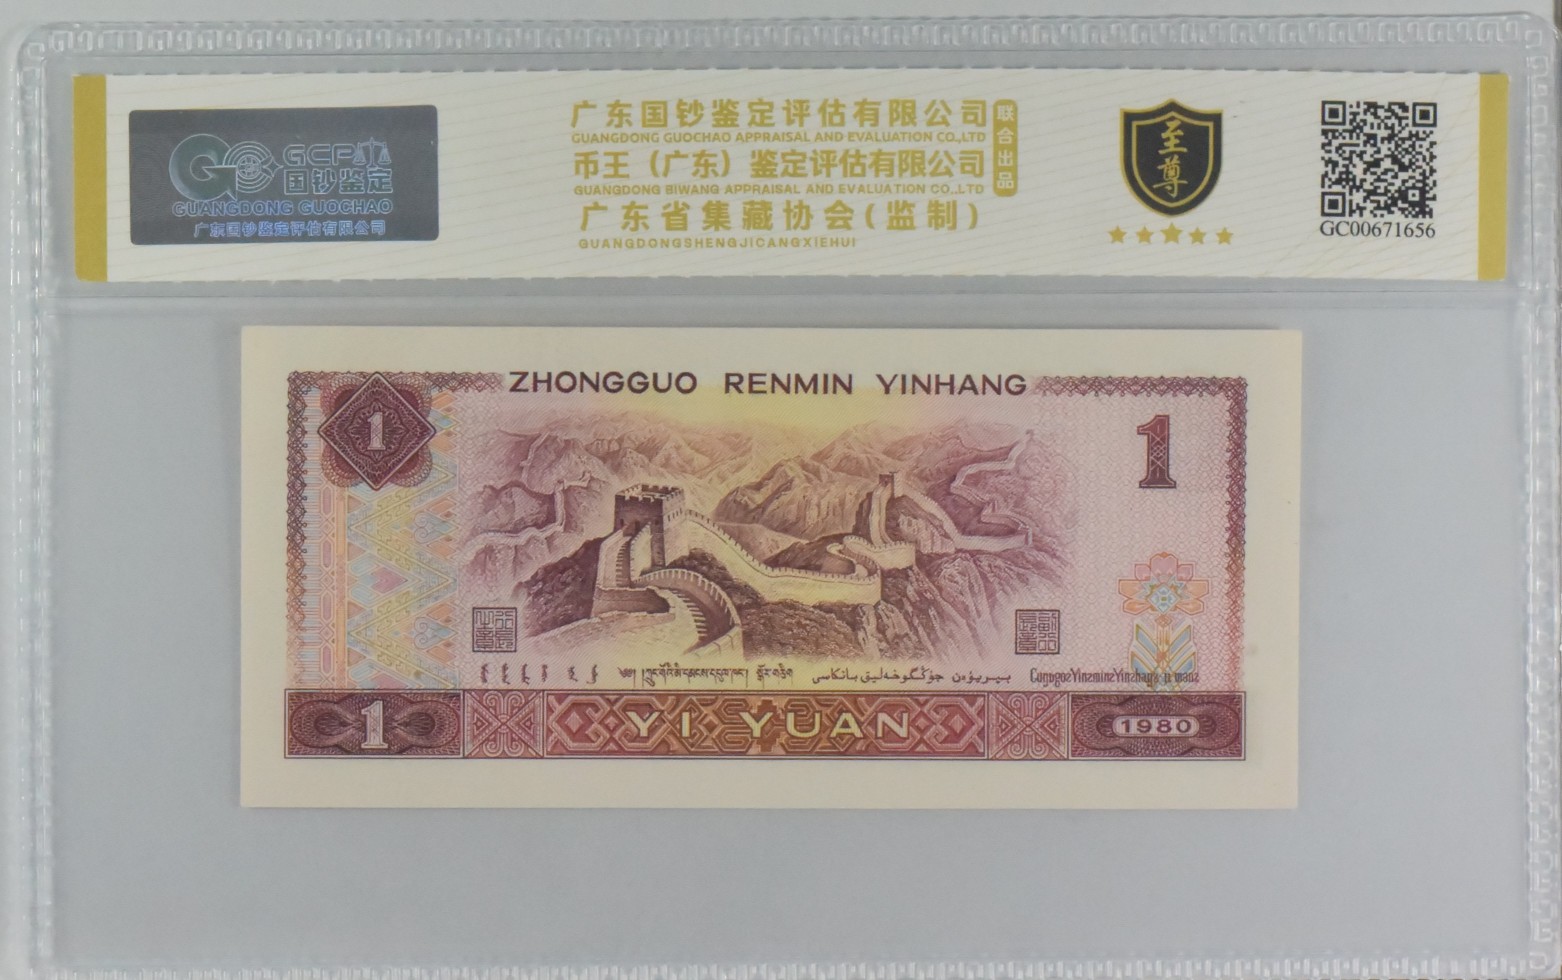 GCP
国钞鉴定
GUANGDONG GUOCHAO
广东国钞鉴定评估有限公司
广东国钞鉴定评估有限公司
GUANGDONG GUOCHAO APPRAISAL AND EVALUATION CO.,LTD
币王（广东）鉴定评估有限公司
GUANGDONG BIWANG APPRAISAL AND EVALUATION CO.,LTD
广东省集藏协会(监制)
GUANGDONGSHENGJICANGXIEHUI
联合出品
至尊
GC00671656
ZHONGGUO RENMIN YINHANG
1
1
1
YI YUAN
1980